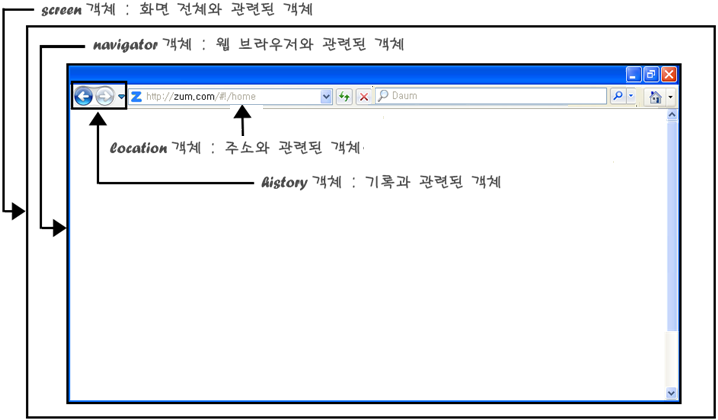 screen 객체 : 화면 전체와 관련된 객체
navigator 객체 : 웹 브라우저와 관련된 객체
http://zum.com/#!/home
Daum
location 객체 : 주소와 관련된 객체
history 객체 : 기록과 관련된 객체